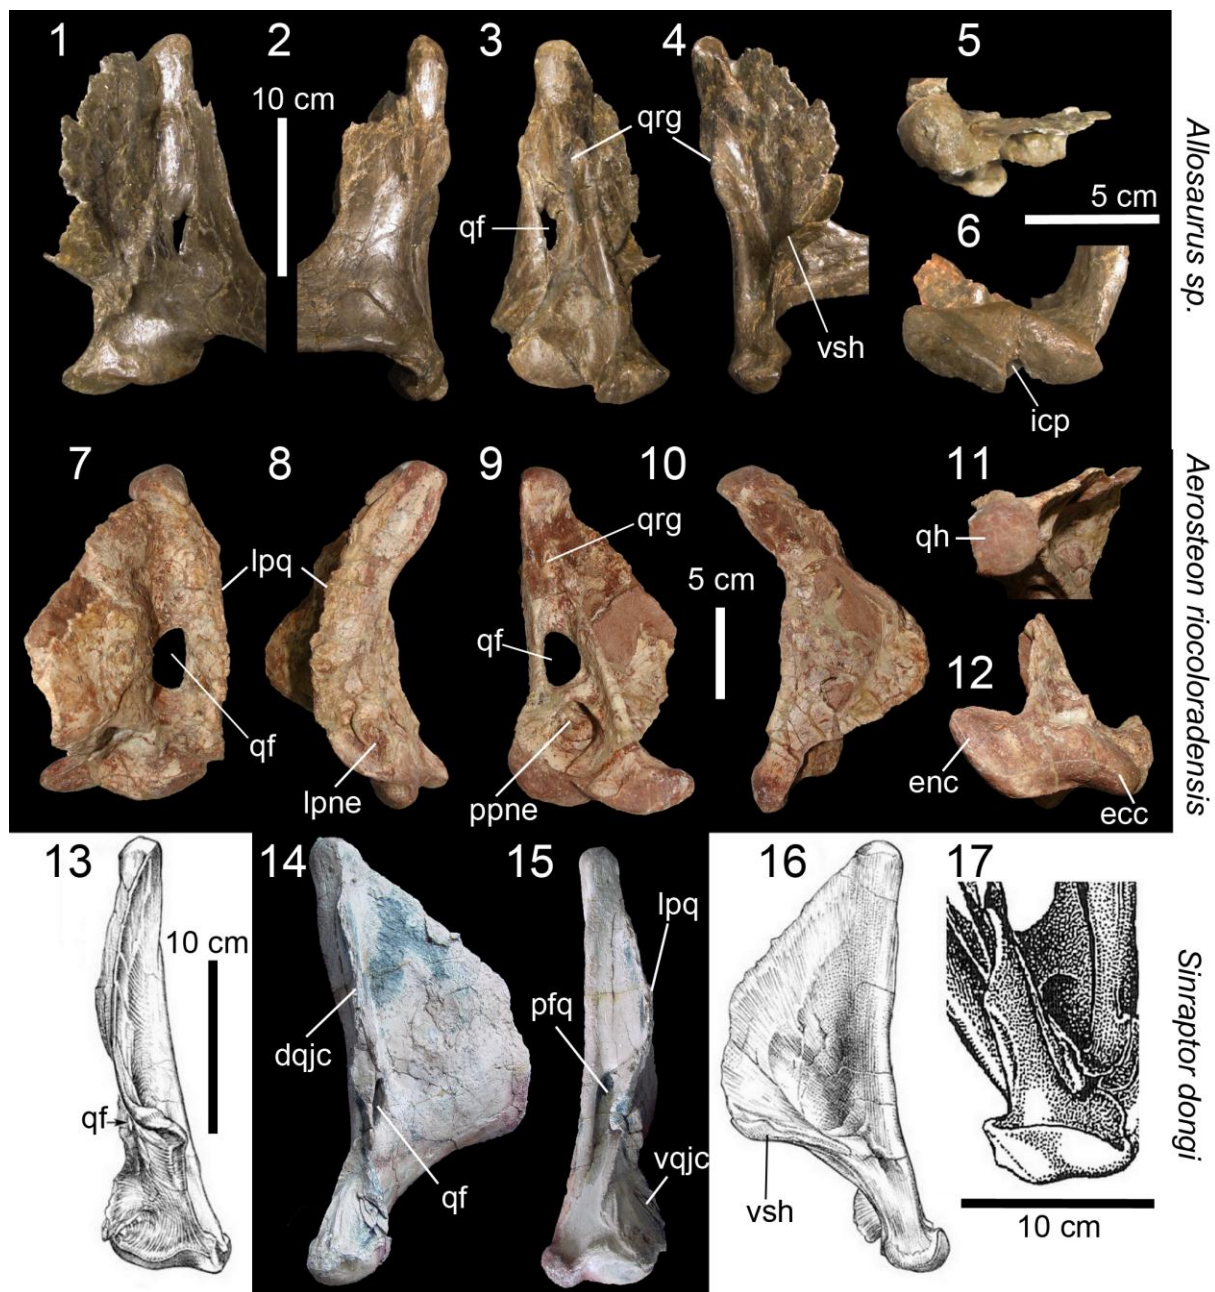 1
2
3
4
5
10 cm
qrg
qf
vsh
5 cm
6
icp
Allosaurus sp.
7
8
9
10
11
lpq
qrg
qh
5 cm
qf
12
qf
lpne
ppne
enc
ecc
Aerosteon riocoloradensis
13
14
15
16
17
lpq
10 cm
pfq
dqjc
qf
vqjc
qf
vsh
10 cm
Sinraptor dongi